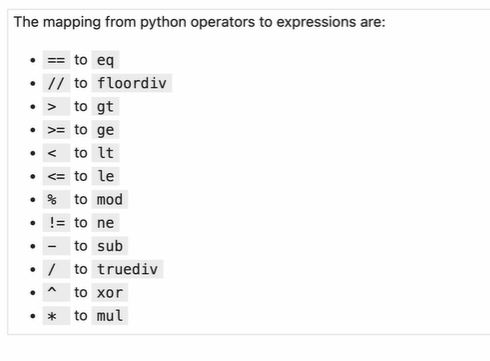 The mapping from python operators to expressions are:
== to eq
// to floordiv
> to gt
>= to ge
< to lt
<= to le
% to mod
!= to ne
- to sub
/ to truediv
^ to xor
* to mul